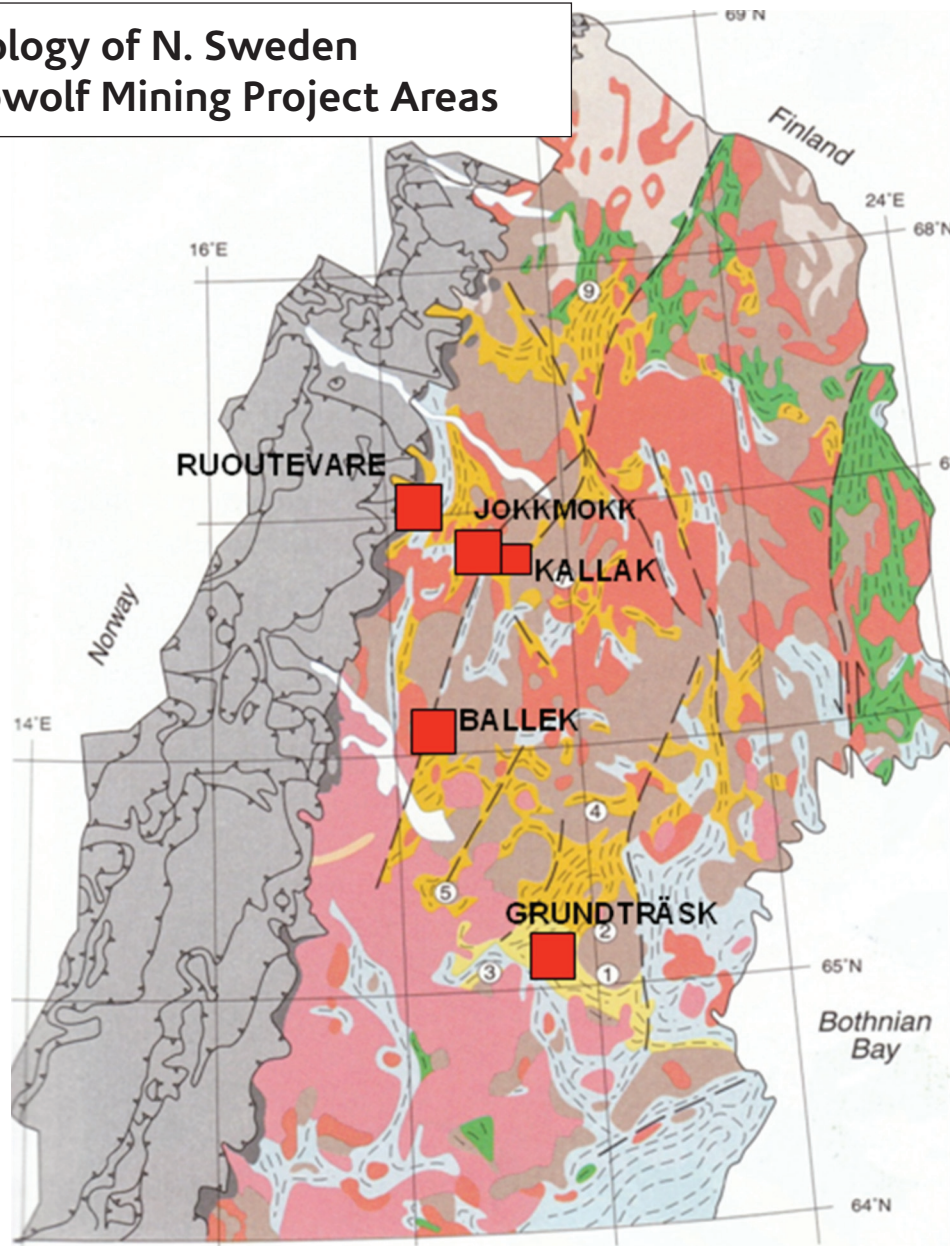 ology of N. Sweden
owolf Mining Project Areas
69°N
Finland
24°E
68°N
16°E
9
RUOUTEVARE
JOKKMOKK
KALLAK
Norway
BALLEK
14°E
4
5
GRUNDTRÄSK
2
3
1
65°N
Bothnian
Bay
64°N